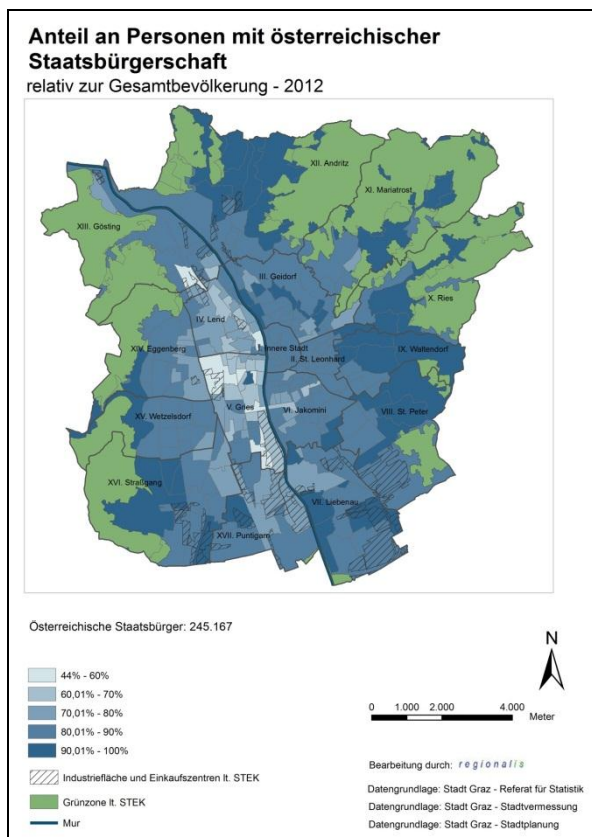 Anteil an Personen mit österreichischer
Staatsbürgerschaft
relativ zur Gesamtbevölkerung - 2012
XII. Andritz
XI. Mariatrost
XIII. Gösting
III. Geidorf
X. Ries
IV. Lend
I. Innere Stadt
XIV. Eggenberg
II. St. Leonhard
IX. Waltendorf
V. Gries
VI. Jakomini
VIII. St. Peter
XV. Wetzelsdorf
XVI. Straßgang
VII. Liebenau
XVII. Puntigam
Österreichische Staatsbürger: 245.167
N
44% - 60%
60,01% - 70%
70,01% - 80%
80,01% - 90%
90,01% - 100%
0 1.000 2.000 4.000
Meter
Industriefläche und Einkaufszentren lt. STEK
Grünzone lt. STEK
Mur
Bearbeitung durch: regionalis
Datengrundlage: Stadt Graz - Referat für Statistik
Datengrundlage: Stadt Graz - Stadtvermessung
Datengrundlage: Stadt Graz - Stadtplanung